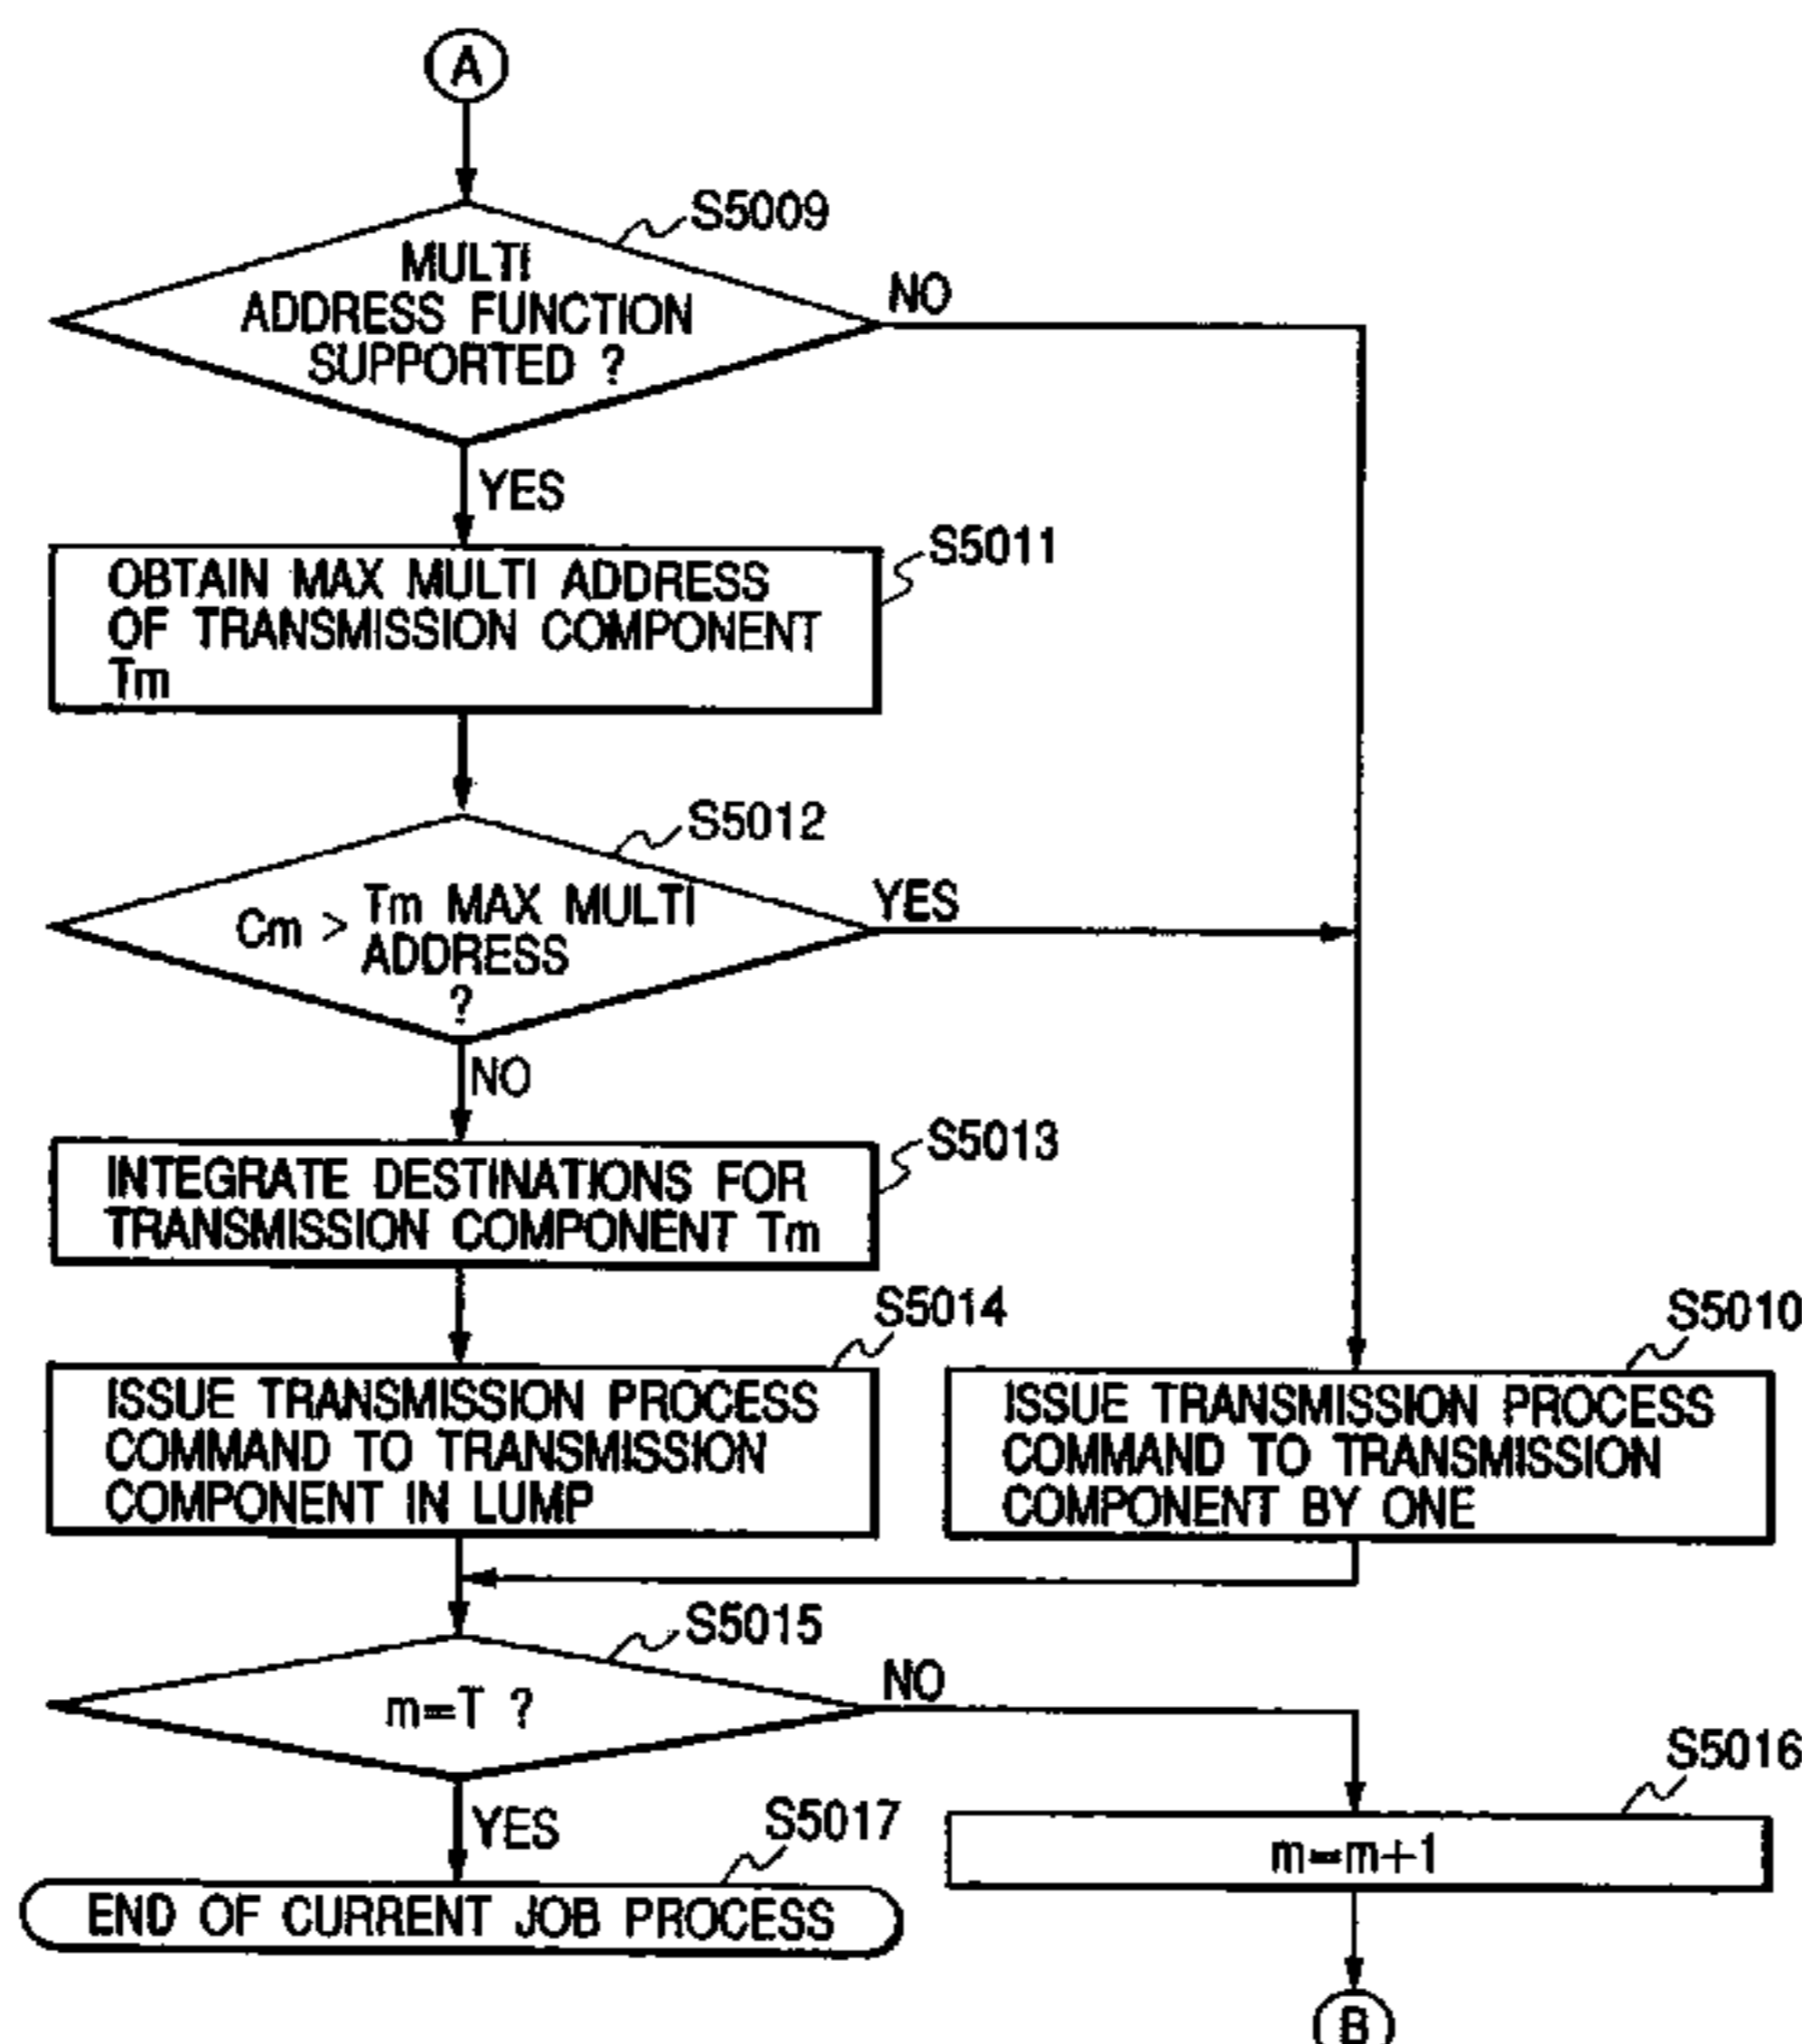 A
S5009
MULTI
ADDRESS FUNCTION
SUPPORTED ?
NO
YES
S5011
OBTAIN MAX MULTI ADDRESS
OF TRANSMISSION COMPONENT
Tm
S5012
Cm > Tm MAX MULTI
ADDRESS
?
YES
NO
S5013
INTEGRATE DESTINATIONS FOR
TRANSMISSION COMPONENT Tm
S5014
ISSUE TRANSMISSION PROCESS
COMMAND TO TRANSMISSION
COMPONENT IN LUMP
S5010
ISSUE TRANSMISSION PROCESS
COMMAND TO TRANSMISSION
COMPONENT BY ONE
S5015
m=T ?
NO
YES
S5016
m=m+1
S5017
END OF CURRENT JOB PROCESS
B